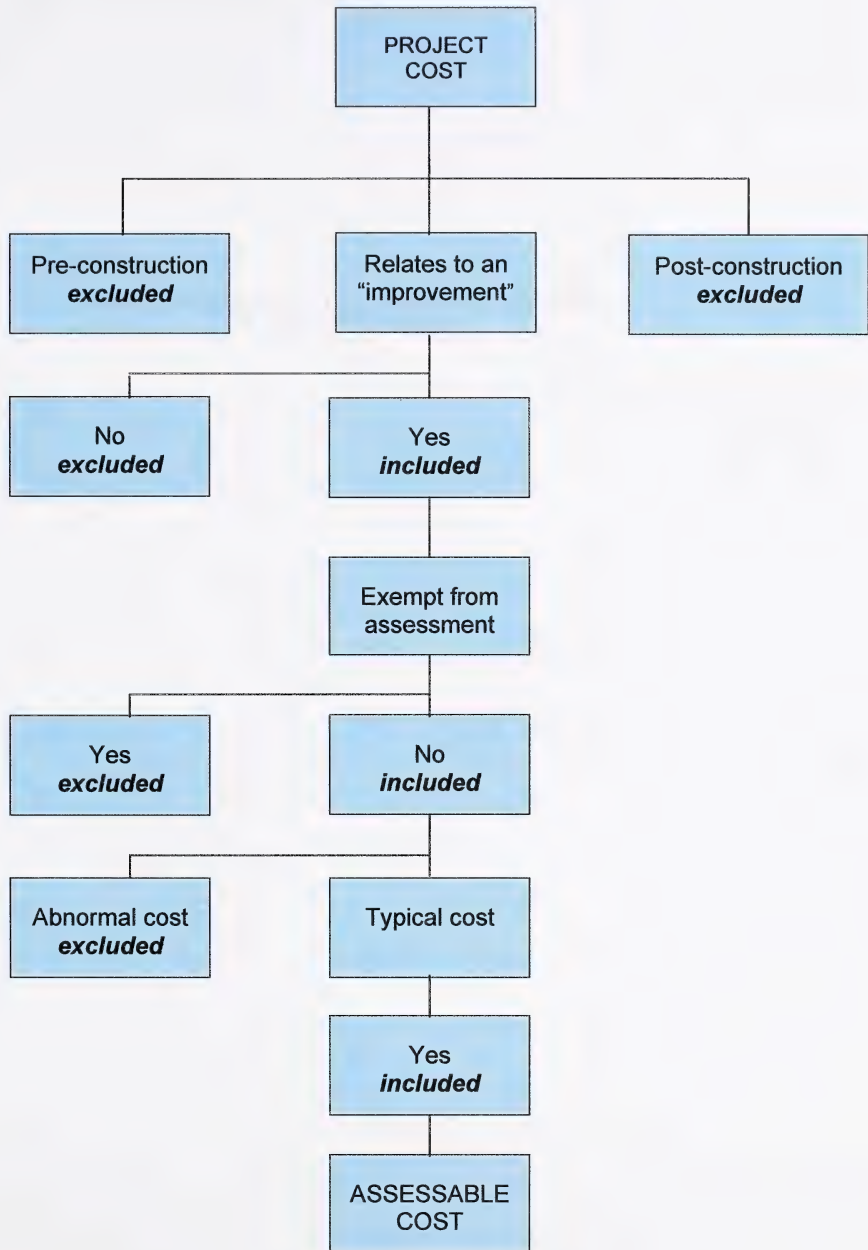 PROJECT
COST
Pre-construction
excluded
Relates to an
“improvement”
Post-construction
excluded
No
excluded
Yes
included
Exempt from
assessment
Yes
excluded
No
included
Abnormal cost
excluded
Typical cost
Yes
included
ASSESSABLE
COST